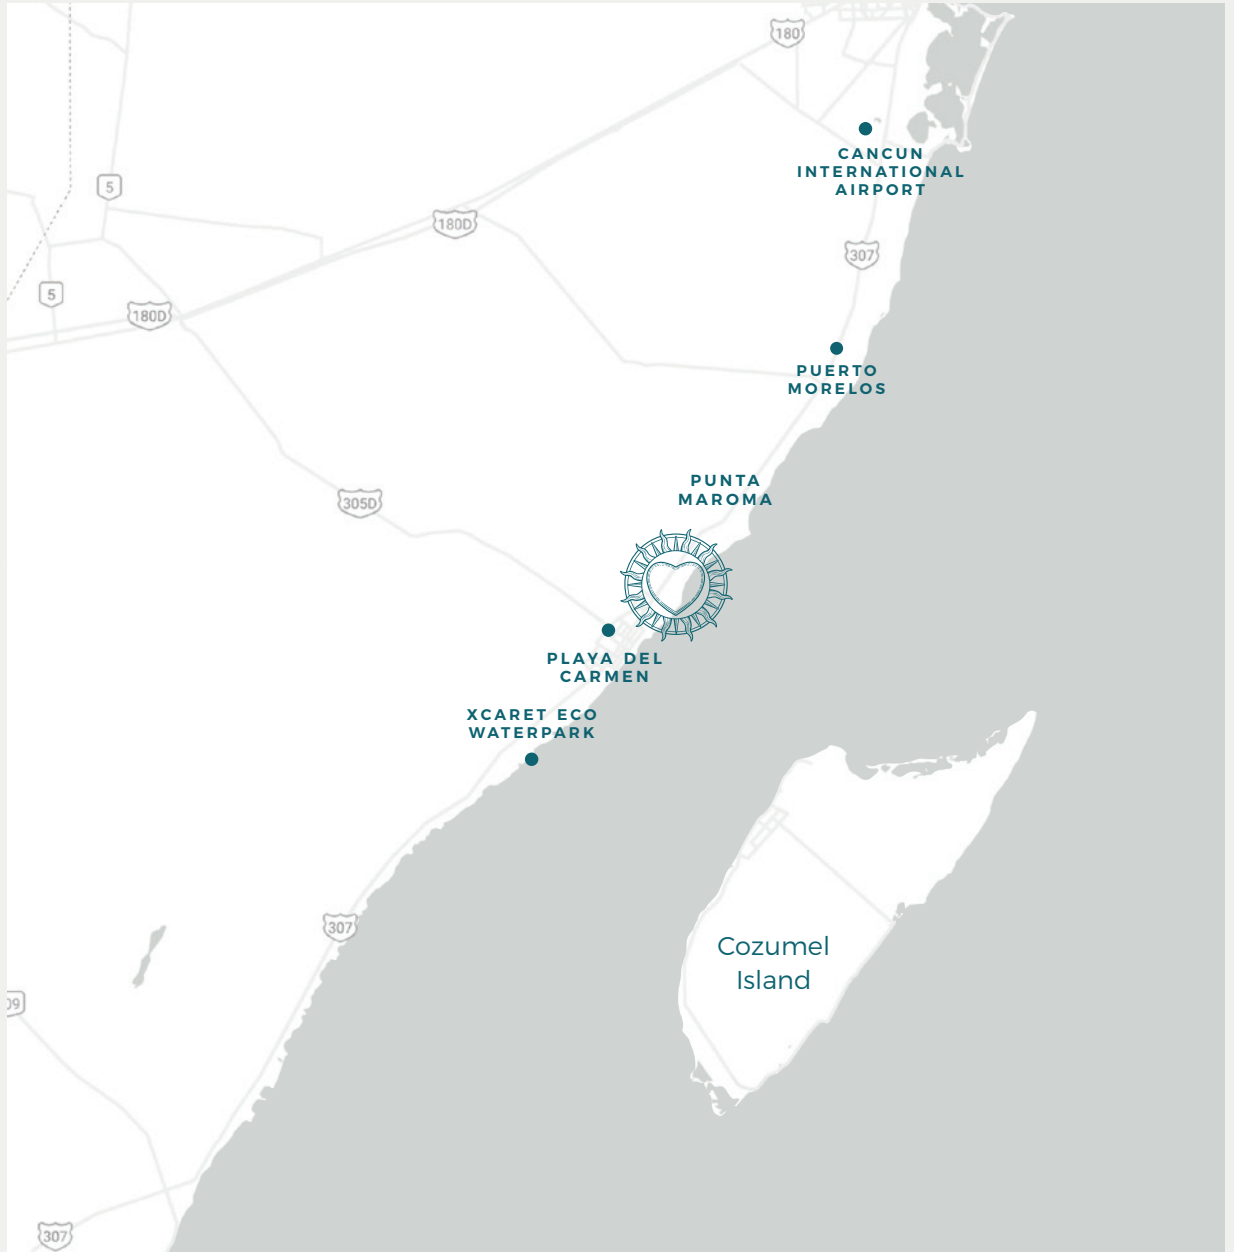 180
CANCUN
INTERNATIONAL
AIRPORT
5
180D
307
5
180D
PUERTO
MORELOS
PUNTA
MAROMA
305D
PLAYA DEL
CARMEN
XCARET ECO
WATERPARK
307
Cozumel
Island
09
307